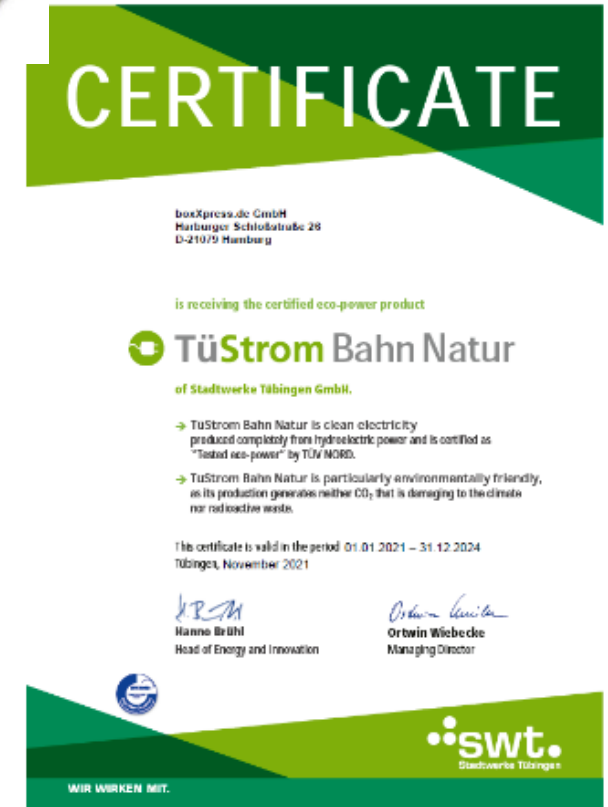 CERTIFICATE
boxXpress.de GmbH
Harburger Schloßstraße 26
D-21079 Hamburg
is receiving the certified eco-power product
TüStrom Bahn Natur
of Stadtwerke Tübingen GmbH.
→ TüStrom Bahn Natur is clean electricity
produced completely from hydroelectric power and is certified as
"Tested eco-power" by TÜV NORD.
→ TüStrom Bahn Natur is particularly environmentally friendly,
as its production generates neither CO₂ that is damaging to the climate
nor radioactive waste.
This certificate is valid in the period 01.01.2021 – 31.12.2024
Tübingen, November 2021
Hanno Brühl
Head of Energy and Innovation
Ortwin Wiebecke
Managing Director
swt.
Stadtwerke Tübingen
WIR WIRKEN MIT.